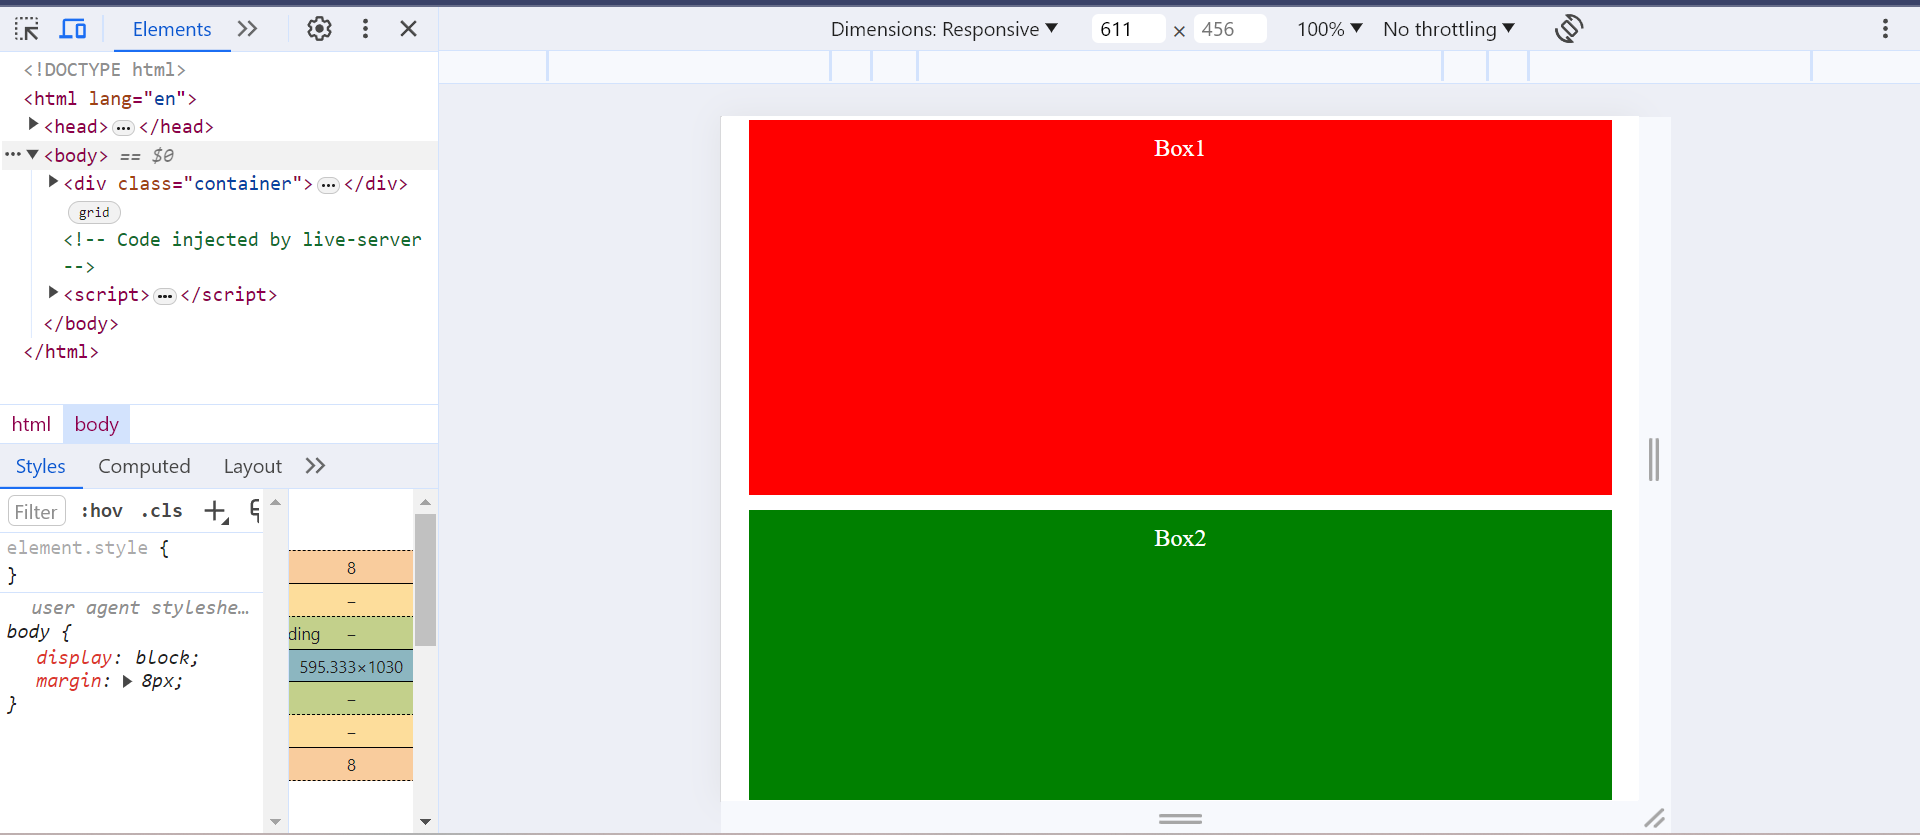 Elements
<!DOCTYPE html>
<html lang="en">
<head>…</head>
<body> == $0
<div class="container">…</div>
grid
<!-- Code injected by live-server
-->
<script>…</script>
</body>
</html>
html body
Styles Computed Layout
Filter :hov .cls
element.style {
}
user agent styleshe…
body {
display: block;
margin: 8px;
}
8
–
ding –
595.333×1030
–
–
8
Dimensions: Responsive 611 × 456 100% No throttling
Box1
Box2